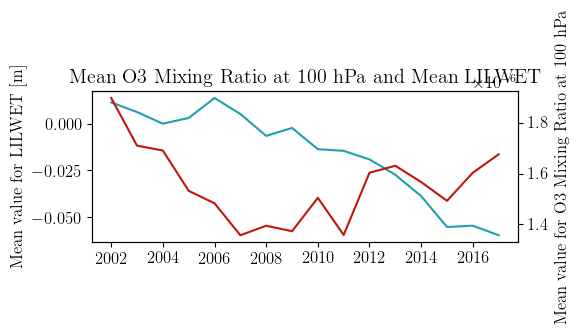 Mean O3 Mixing Ratio at 100 hPa and Mean LILWET
×10⁻⁶
Mean value for LILWET [m]
0.000
−0.025
−0.050
1.8
1.6
1.4
Mean value for O3 Mixing Ratio at 100 hPa
2002 2004 2006 2008 2010 2012 2014 2016